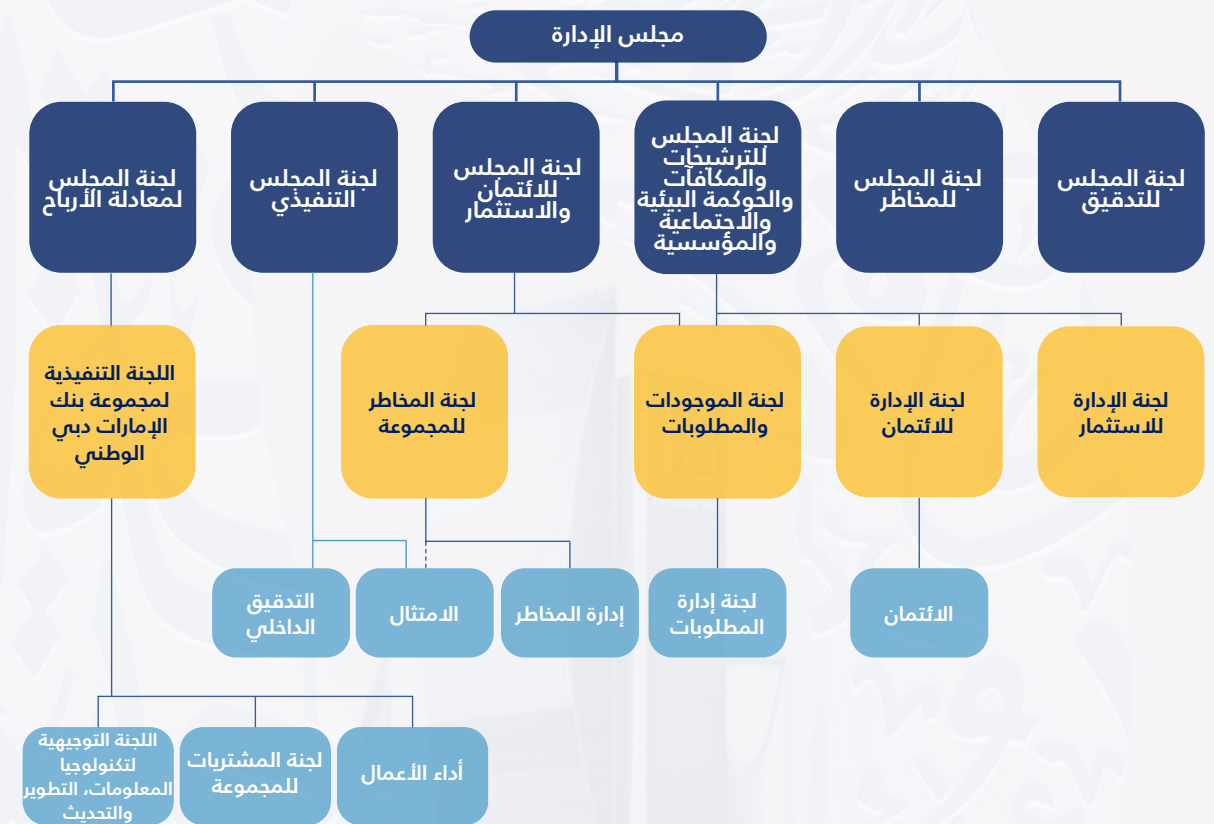 مجلس الإدارة
لجنة المجلس
للتدقيق
لجنة المجلس
للمخاطر
لجنة المجلس
للترشيحات
والمكافآت
والحوكمة البيئية
والاجتماعية
والمؤسسية
لجنة المجلس
للائتمان
والاستثمار
لجنة المجلس
التنفيذي
لجنة المجلس
لمعادلة الأرباح
لجنة الإدارة
للاستثمار
لجنة الإدارة
للائتمان
لجنة الموجودات
والمطلوبات
لجنة المخاطر
للمجموعة
اللجنة التنفيذية
لمجموعة بنك
الإمارات دبي
الوطني
الائتمان
لجنة إدارة
المطلوبات
إدارة المخاطر
الامتثال
التدقيق
الداخلي
أداء الأعمال
لجنة المشتريات
للمجموعة
اللجنة التوجيهية
لتكنولوجيا
المعلومات، التطوير
والتحديث